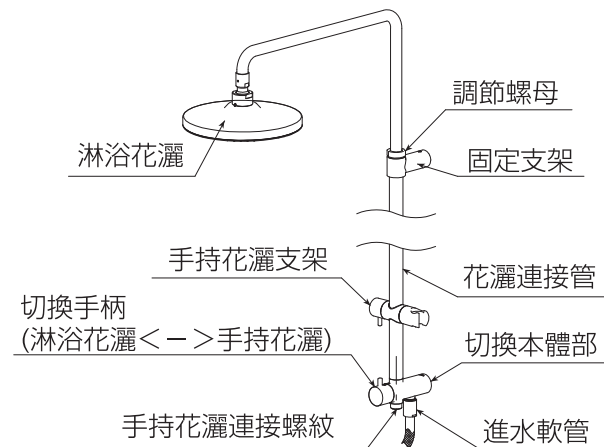 調節螺母
淋浴花灑
固定支架
手持花灑支架
花灑連接管
切換手柄
(淋浴花灑＜－＞手持花灑)
切換本體部
手持花灑連接螺紋
進水軟管